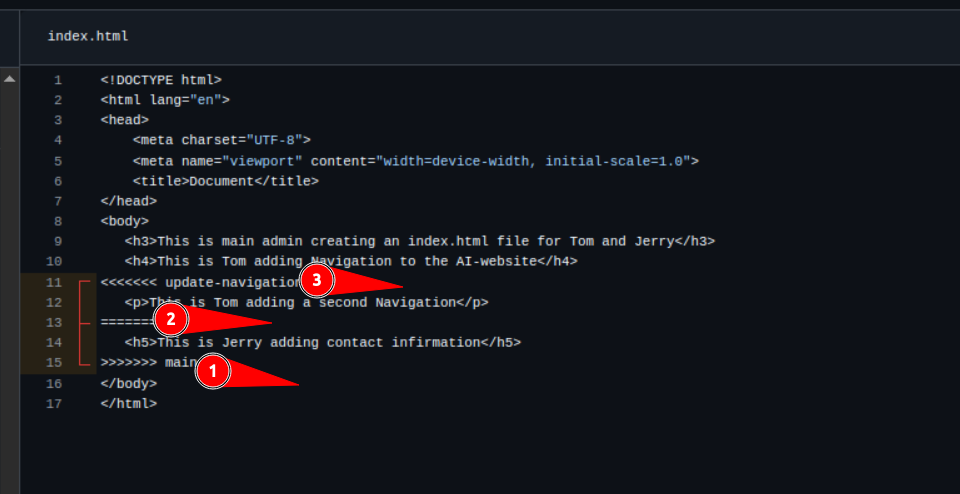 index.html
1 <!DOCTYPE html>
2 <html lang="en">
3 <head>
4 <meta charset="UTF-8">
5 <meta name="viewport" content="width=device-width, initial-scale=1.0">
6 <title>Document</title>
7 </head>
8 <body>
9 <h3>This is main admin creating an index.html file for Tom and Jerry</h3>
10 <h4>This is Tom adding Navigation to the AI-website</h4>
11 <<<<<<< update-navigation 3
12 <p>This is Tom adding a second Navigation</p>
13 ======= 2
14 <h5>This is Jerry adding contact infirmation</h5>
15 >>>>>>> main 1
16 </body>
17 </html>